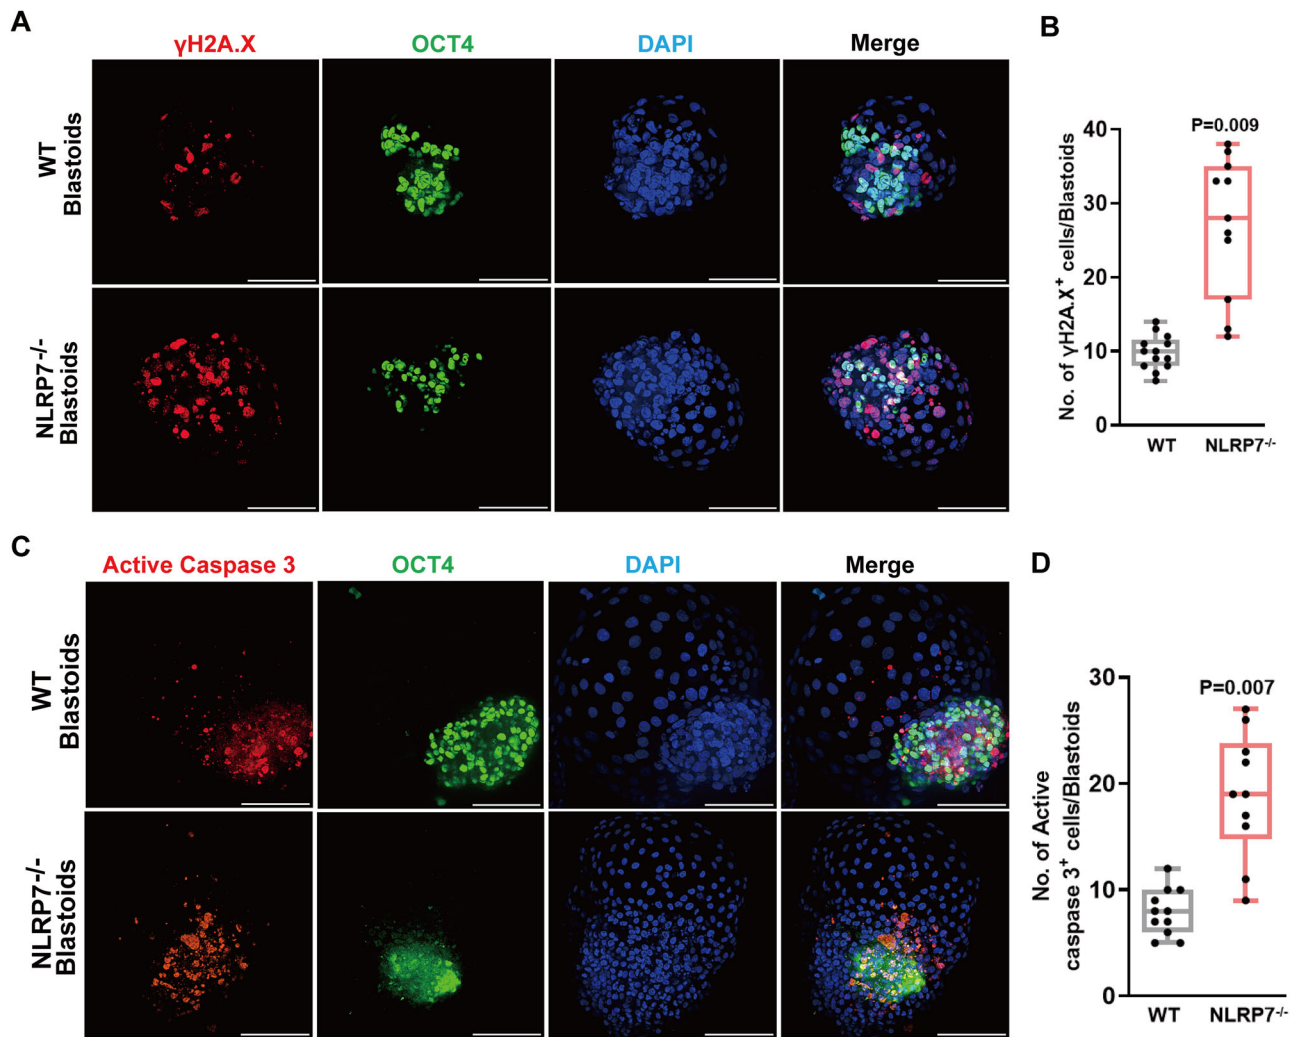 A
γH2A.X
OCT4
DAPI
Merge
WT
Blastoids
NLRP7-/-
Blastoids
B
No. of γH2A.X+ cells/Blastoids
40
30
20
10
0
P=0.009
WT
NLRP7-/-
C
Active Caspase 3
OCT4
DAPI
Merge
WT
Blastoids
NLRP7-/-
Blastoids
D
No. of Active
caspase 3+ cells/Blastoids
30
20
10
0
P=0.007
WT
NLRP7-/-